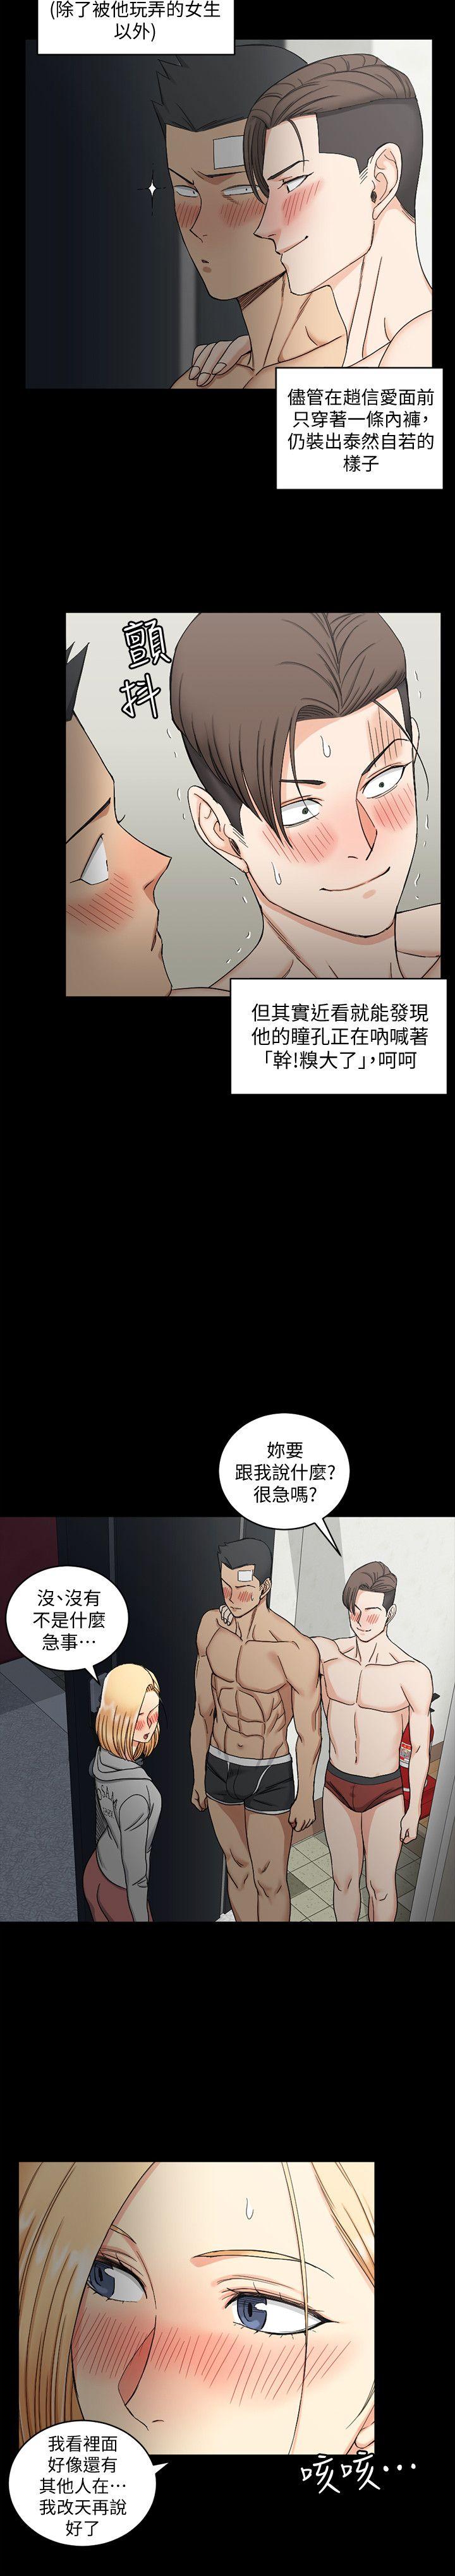 (除了被他玩弄的女生
以外)
儘管在趙信愛面前
只穿著一條內褲，
仍裝出泰然自若的
樣子
顫
抖
但其實近看就能發現
他的瞳孔正在吶喊著
「幹!糗大了」，呵呵
妳要
跟我說什麼?
很急嗎?
沒、沒有
不是什麼
急事…
我看裡面
好像還有
其他人在…
我改天再說
好了
咳咳…